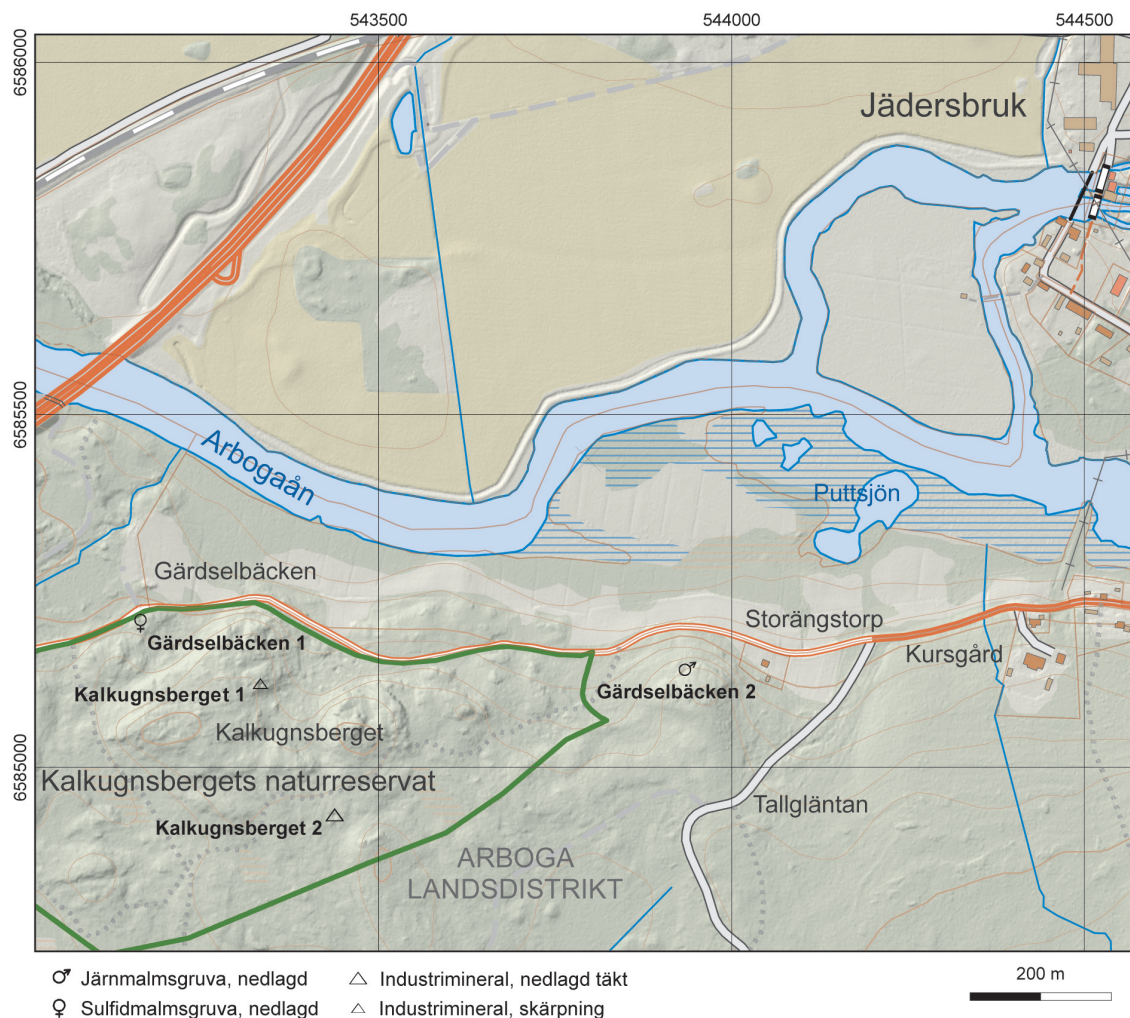 543500
544000
544500
6586000
Jädersbruk
6585500
Arbogaån
Puttsjön
Gärdselbäcken
Storängstorp
Gärdselbäcken 1
Kursgård
Kalkugnsberget 1
Gärdselbäcken 2
Kalkugnsberget
6585000
Kalkugnsbergets naturreservat
Tallgläntan
Kalkugnsberget 2
ARBOGA
LANDSDISTRIKT
♂ Järnmalmsgruva, nedlagd
△ Industrimineral, nedlagd täkt
200 m
♀ Sulfidmalmsgruva, nedlagd
△ Industrimineral, skärpning